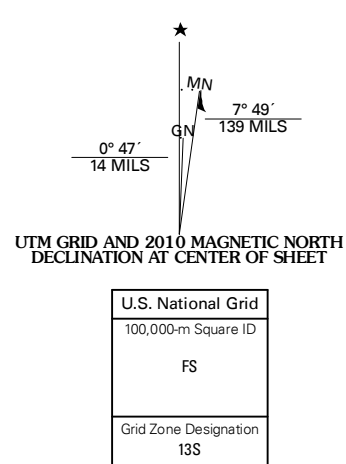 MN
7° 49´
139 MILS
GN
0° 47´
14 MILS
UTM GRID AND 2010 MAGNETIC NORTH
DECLINATION AT CENTER OF SHEET
U.S. National Grid
100,000-m Square ID
FS
Grid Zone Designation
13S